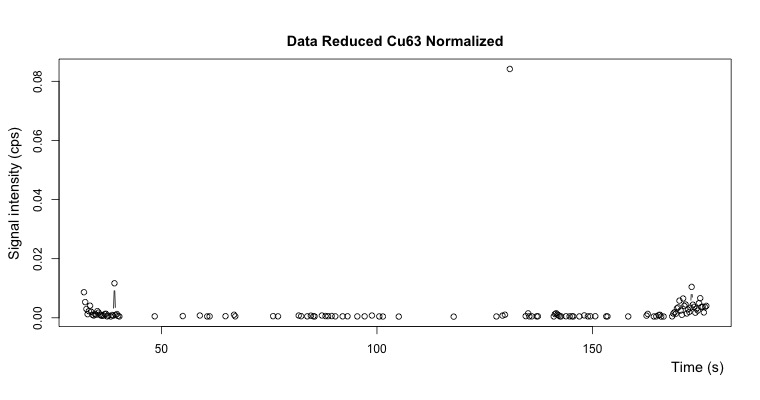 Data Reduced Cu63 Normalized
Signal intensity (cps)
0.08
0.06
0.04
0.02
0.00
50 100 150
Time (s)